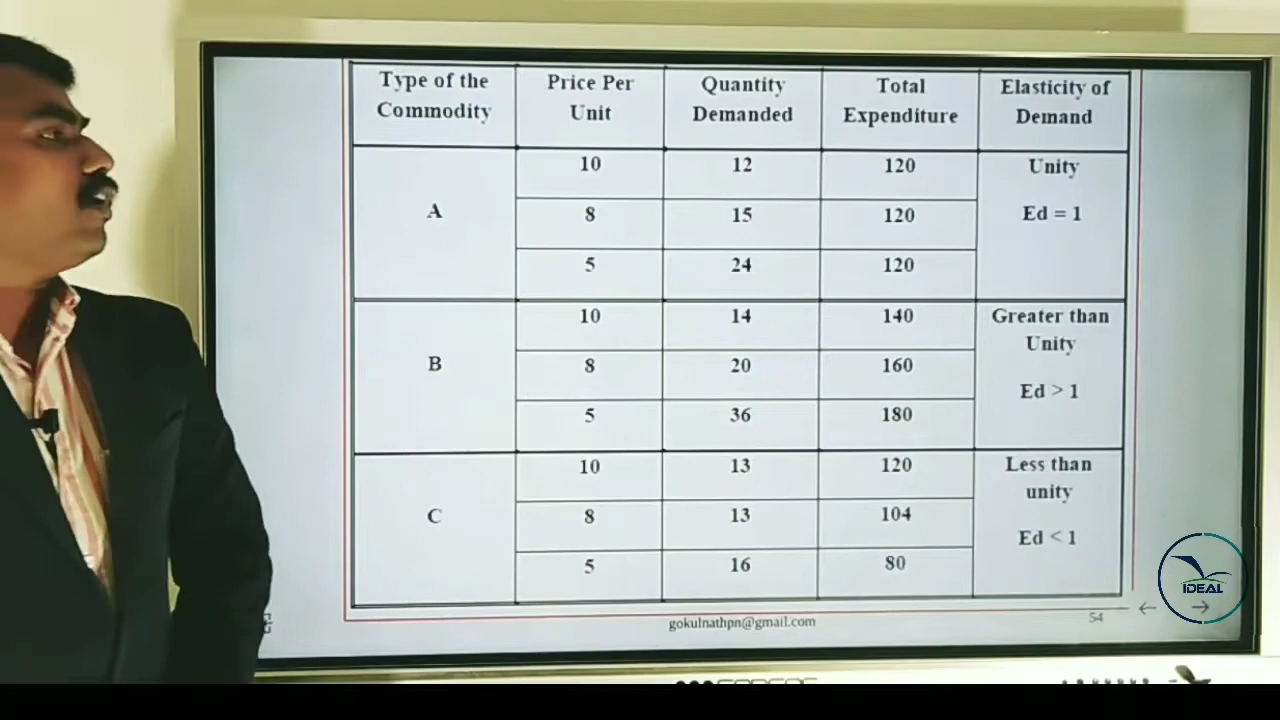 Type of the Commodity Price Per Unit Quantity Demanded Total Expenditure Elasticity of Demand
A 10 12 120 Unity
8 15 120 Ed = 1
5 24 120
B 10 14 140 Greater than Unity
8 20 160 Ed > 1
5 36 180
C 10 13 120 Less than unity
8 13 104 Ed < 1
5 16 80
gokulnathpn@gmail.com 54
IDEAL